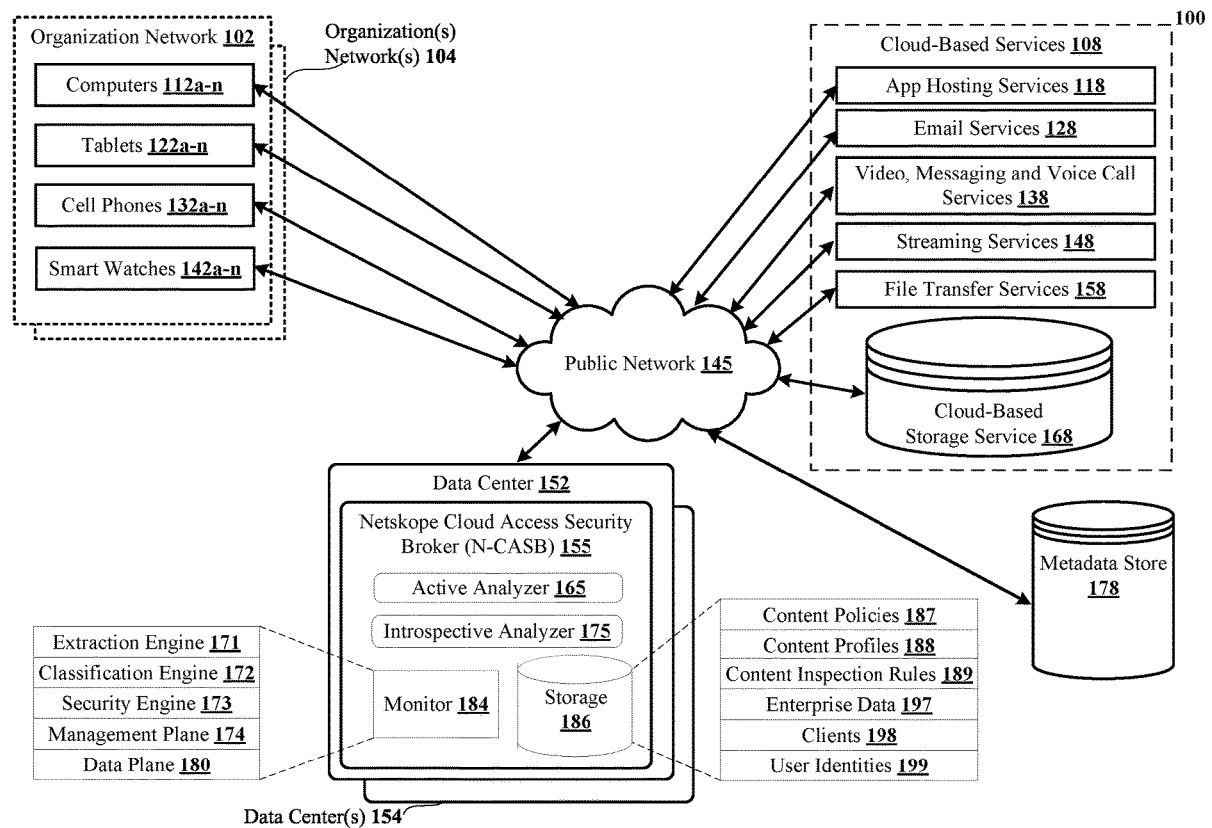 100
Organization Network 102
Computers 112a-n
Tablets 122a-n
Cell Phones 132a-n
Smart Watches 142a-n
Organization(s)
Network(s) 104
Cloud-Based Services 108
App Hosting Services 118
Email Services 128
Video, Messaging and Voice Call
Services 138
Streaming Services 148
File Transfer Services 158
Cloud-Based
Storage Service 168
Public Network 145
Metadata Store
178
Data Center 152
Netskope Cloud Access Security
Broker (N-CASB) 155
Active Analyzer 165
Introspective Analyzer 175
Monitor 184
Storage
186
Extraction Engine 171
Classification Engine 172
Security Engine 173
Management Plane 174
Data Plane 180
Content Policies 187
Content Profiles 188
Content Inspection Rules 189
Enterprise Data 197
Clients 198
User Identities 199
Data Center(s) 154